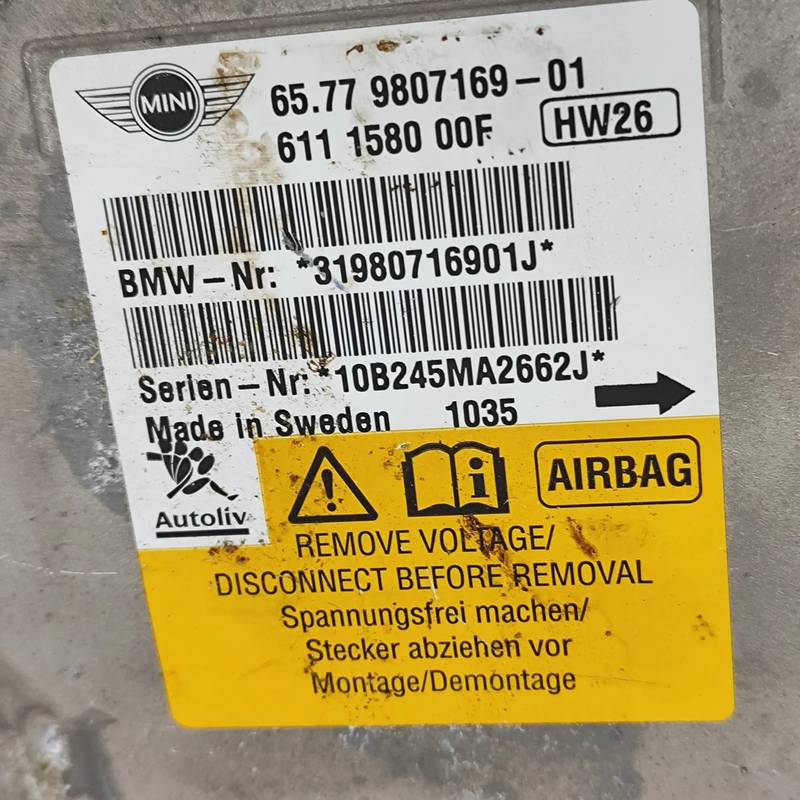 MINI
65.77 9807169-01
611 1580 00F
HW26
BMW-Nr: *31980716901J*
Serien-Nr: *10B245MA2662J*
Made in Sweden 1035
Autoliv
AIRBAG
REMOVE VOLTAGE/
DISCONNECT BEFORE REMOVAL
Spannungsfrei machen/
Stecker abziehen vor
Montage/Demontage